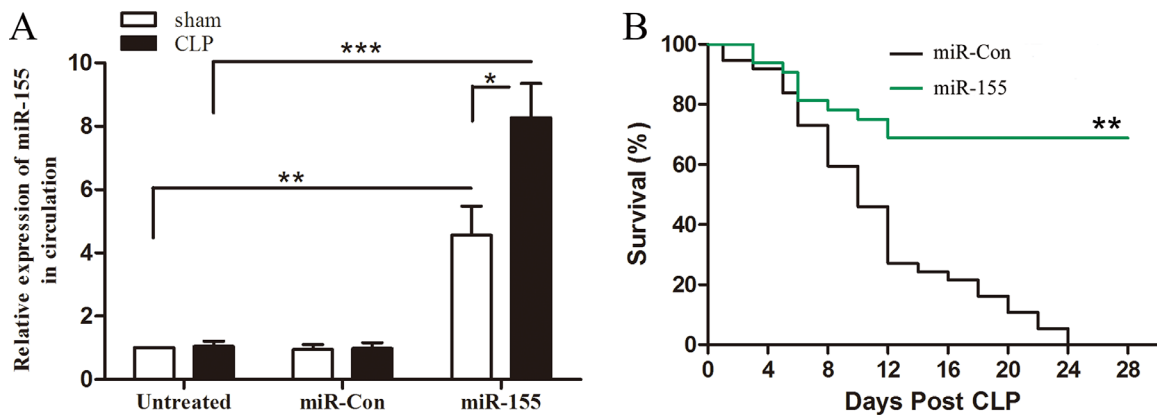 A
sham
CLP
Relative expression of miR-155
in circulation
10
8
6
4
2
0
***
*
**
Untreated
miR-Con
miR-155
B
miR-Con
miR-155
**
Survival (%)
100
80
60
40
20
0
0 4 8 12 16 20 24 28
Days Post CLP